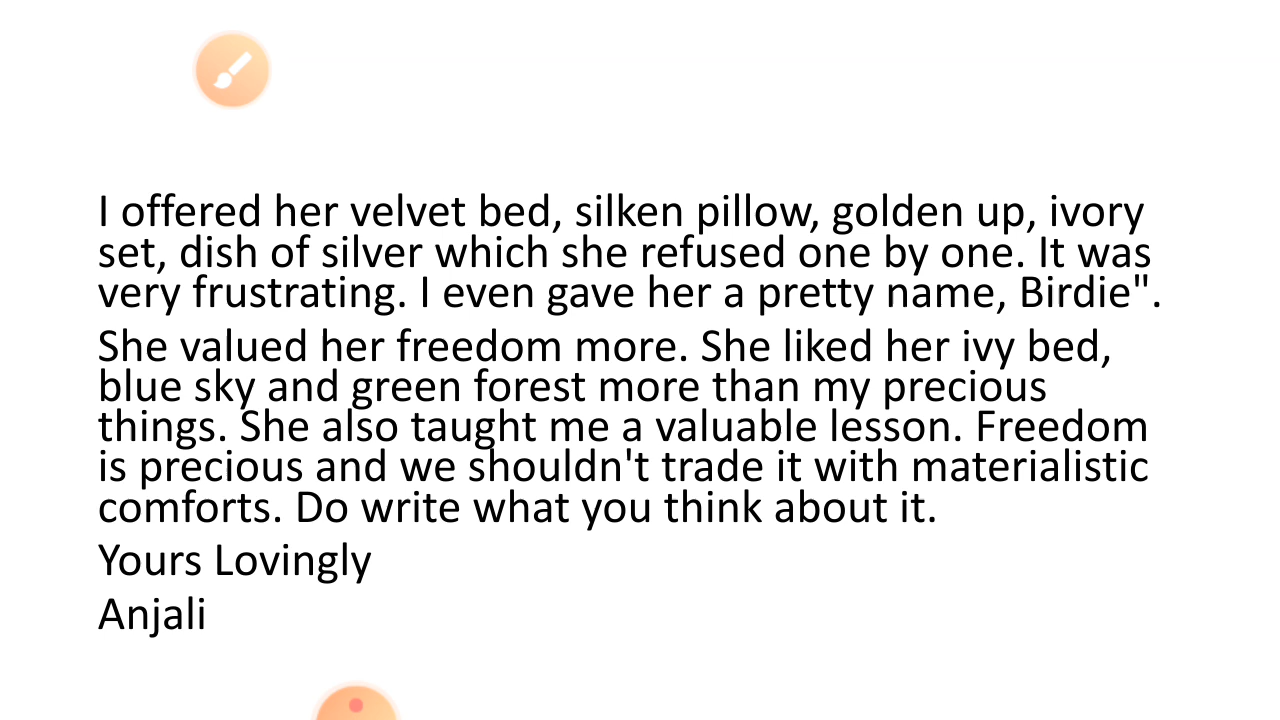 I offered her velvet bed, silken pillow, golden up, ivory
set, dish of silver which she refused one by one. It was
very frustrating. I even gave her a pretty name, Birdie".
She valued her freedom more. She liked her ivy bed,
blue sky and green forest more than my precious
things. She also taught me a valuable lesson. Freedom
is precious and we shouldn't trade it with materialistic
comforts. Do write what you think about it.
Yours Lovingly
Anjali